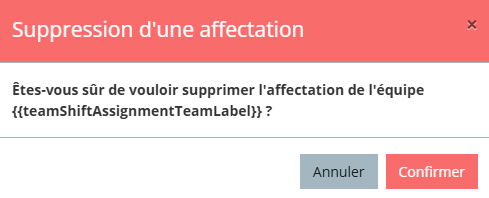 Suppression d'une affectation
×
Êtes-vous sûr de vouloir supprimer l'affectation de l'équipe
{{teamShiftAssignmentTeamLabel}} ?
Annuler
Confirmer